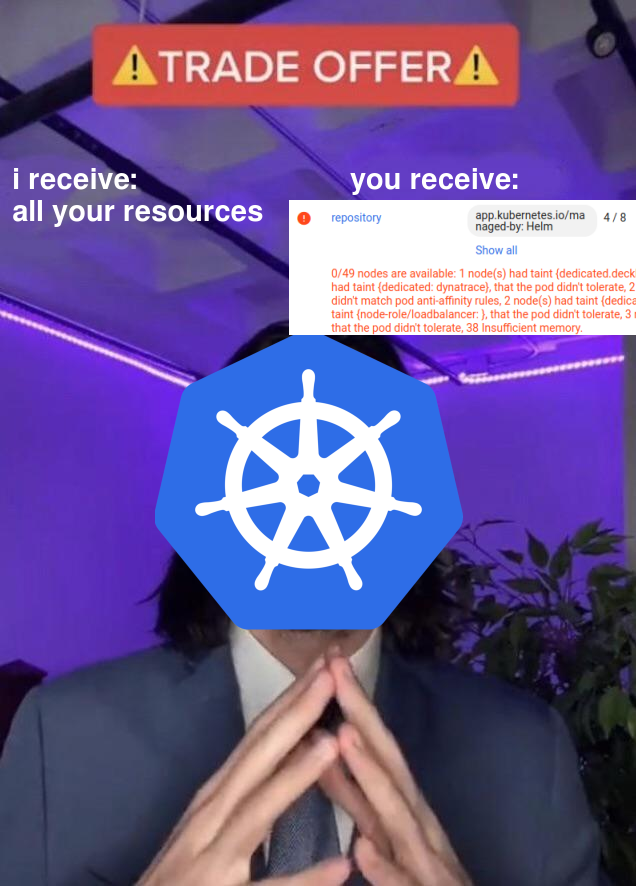 ⚠️TRADE OFFER⚠️
i receive:
all your resources
you receive:
repository
app.kubernetes.io/ma
naged-by: Helm
4 / 8
Show all
0/49 nodes are available: 1 node(s) had taint {dedicated.deck
had taint {dedicated: dynatrace}, that the pod didn't tolerate, 2
didn't match pod anti-affinity rules, 2 node(s) had taint {dedica
taint {node-role/loadbalancer: }, that the pod didn't tolerate, 3
that the pod didn't tolerate, 38 Insufficient memory.